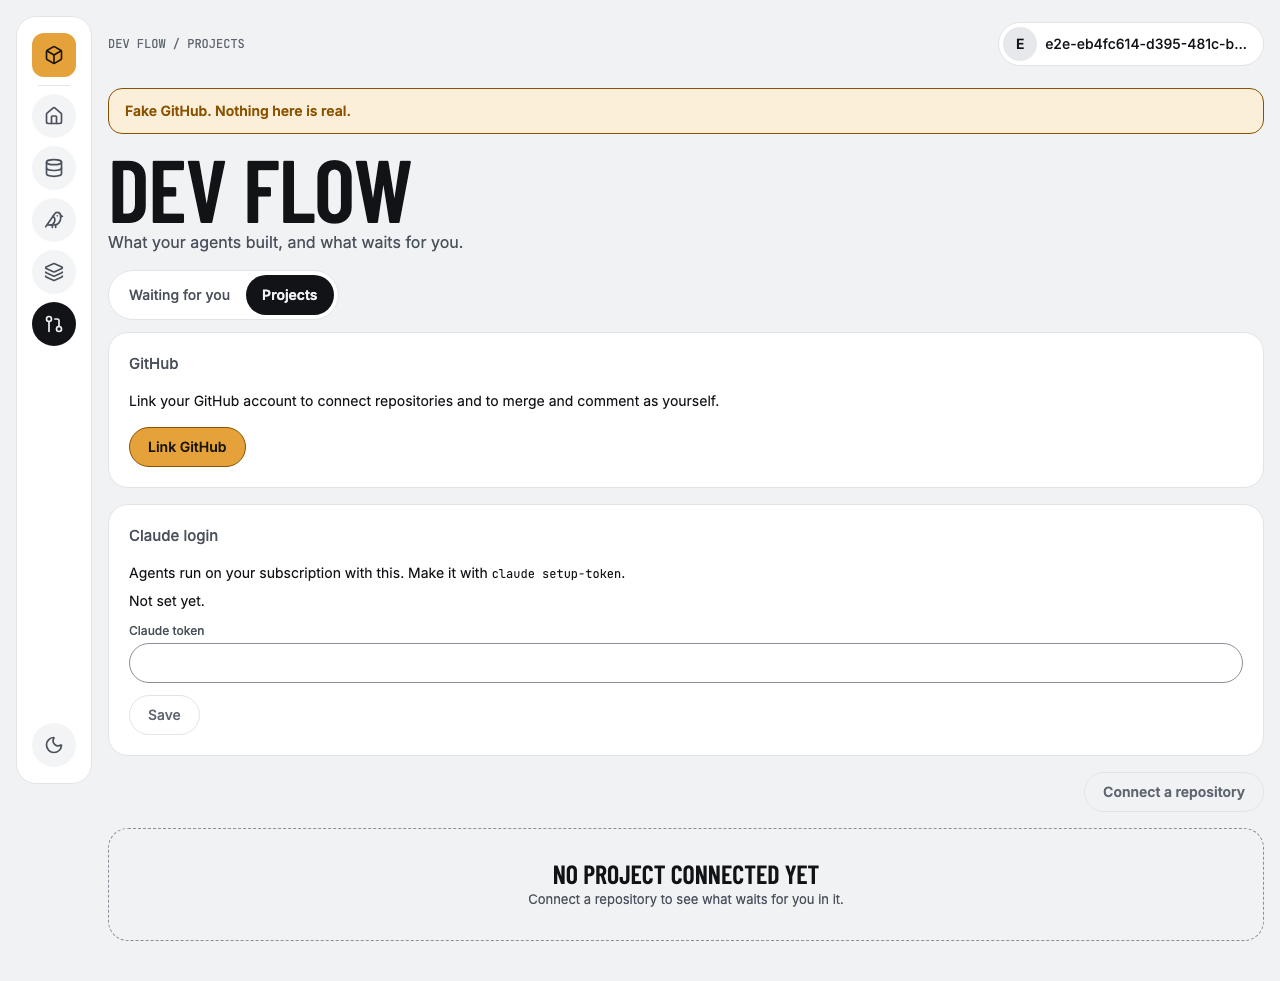 DEV FLOW / PROJECTS
E
e2e-eb4fc614-d395-481c-b...
Fake GitHub. Nothing here is real.
DEV FLOW
What your agents built, and what waits for you.
Waiting for you
Projects
GitHub
Link your GitHub account to connect repositories and to merge and comment as yourself.
Link GitHub
Claude login
Agents run on your subscription with this. Make it with claude setup-token.
Not set yet.
Claude token
Save
Connect a repository
NO PROJECT CONNECTED YET
Connect a repository to see what waits for you in it.